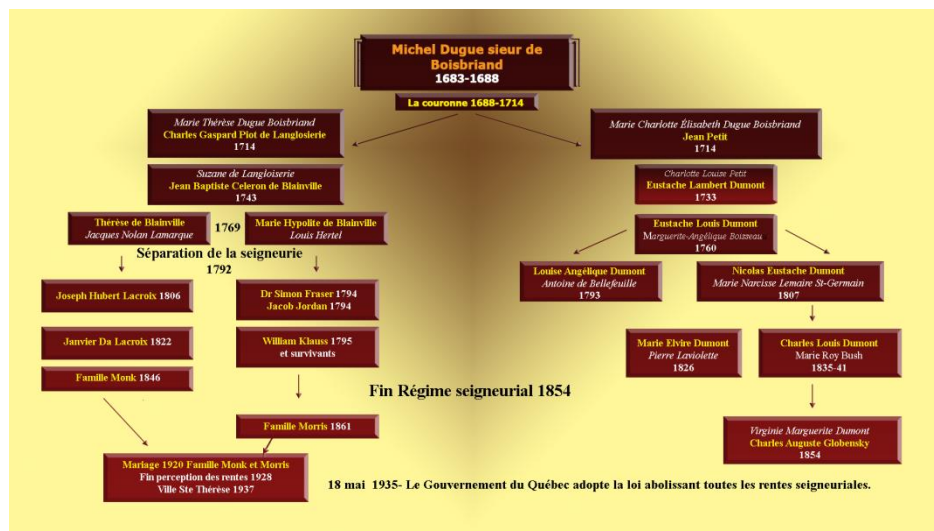 Michel Dugue sieur de
Boisbriand
1683-1688
La couronne 1688-1714
Marie Thérèse Dugue Boisbriand
Charles Gaspard Piot de Langlosierie
1714
Suzane de Langloiserie
Jean Baptiste Celeron de Blainville
1743
Thérèse de Blainville
Jacques Nolan Lamarque
1769
Marie Hypolite de Blainville
Louis Hertel
Séparation de la seigneurie
1792
Joseph Hubert Lacroix 1806
Dr Simon Fraser 1794
Jacob Jordan 1794
Janvier Da Lacroix 1822
William Klauss 1795
et survivants
Famille Monk 1846
Famille Morris 1861
Mariage 1920 Famille Monk et Morris
Fin perception des rentes 1928
Ville Ste Thérèse 1937
Marie Charlotte Élisabeth Dugue Boisbriand
Jean Petit
1714
Charlotte Louise Petit
Eustache Lambert Dumont
1733
Eustache Louis Dumont
Marguerite-Angélique Boisseau
1760
Louise Angélique Dumont
Antoine de Bellefeuille
1793
Nicolas Eustache Dumont
Marie Narcisse Lemaire St-Germain
1807
Marie Elvire Dumont
Pierre Laviolette
1826
Charles Louis Dumont
Marie Roy Bush
1835-41
Fin Régime seigneurial 1854
Virginie Marguerite Dumont
Charles Auguste Globensky
1854
18 mai 1935- Le Gouvernement du Québec adopte la loi abolissant toutes les rentes seigneuriales.